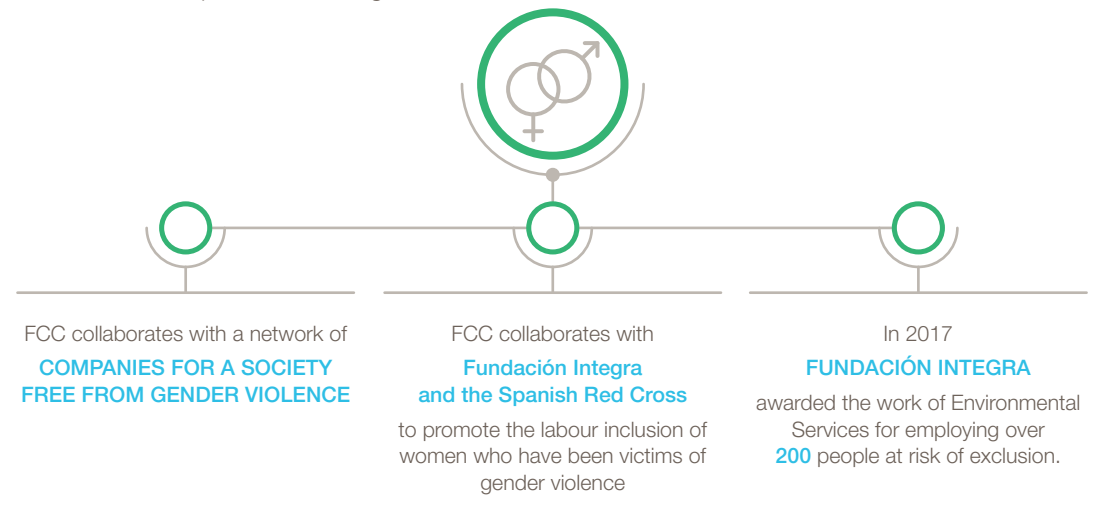 FCC collaborates with a network of
COMPANIES FOR A SOCIETY
FREE FROM GENDER VIOLENCE
FCC collaborates with
Fundación Integra
and the Spanish Red Cross
to promote the labour inclusion of
women who have been victims of
gender violence
In 2017
FUNDACIÓN INTEGRA
awarded the work of Environmental
Services for employing over
200 people at risk of exclusion.